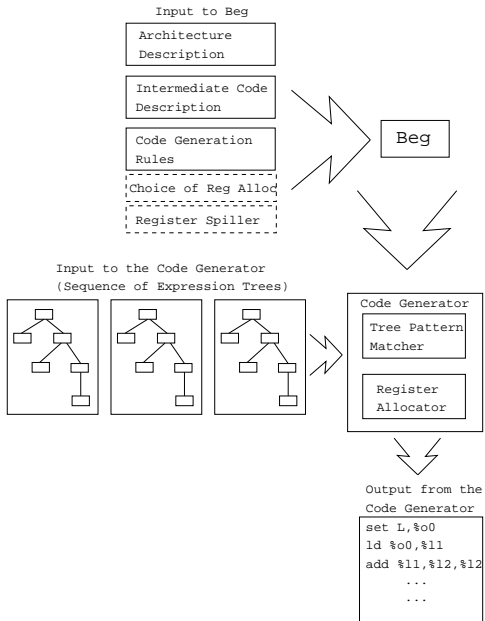 Input to Beg
Architecture
Description
Intermediate Code
Description
Code Generation
Rules
Choice of Reg Alloc
Register Spiller
Beg
Input to the Code Generator
(Sequence of Expression Trees)
Code Generator
Tree Pattern
Matcher
Register
Allocator
Output from the
Code Generator
set L,%o0
ld %o0,%l1
add %l1,%l2,%l2
...
...